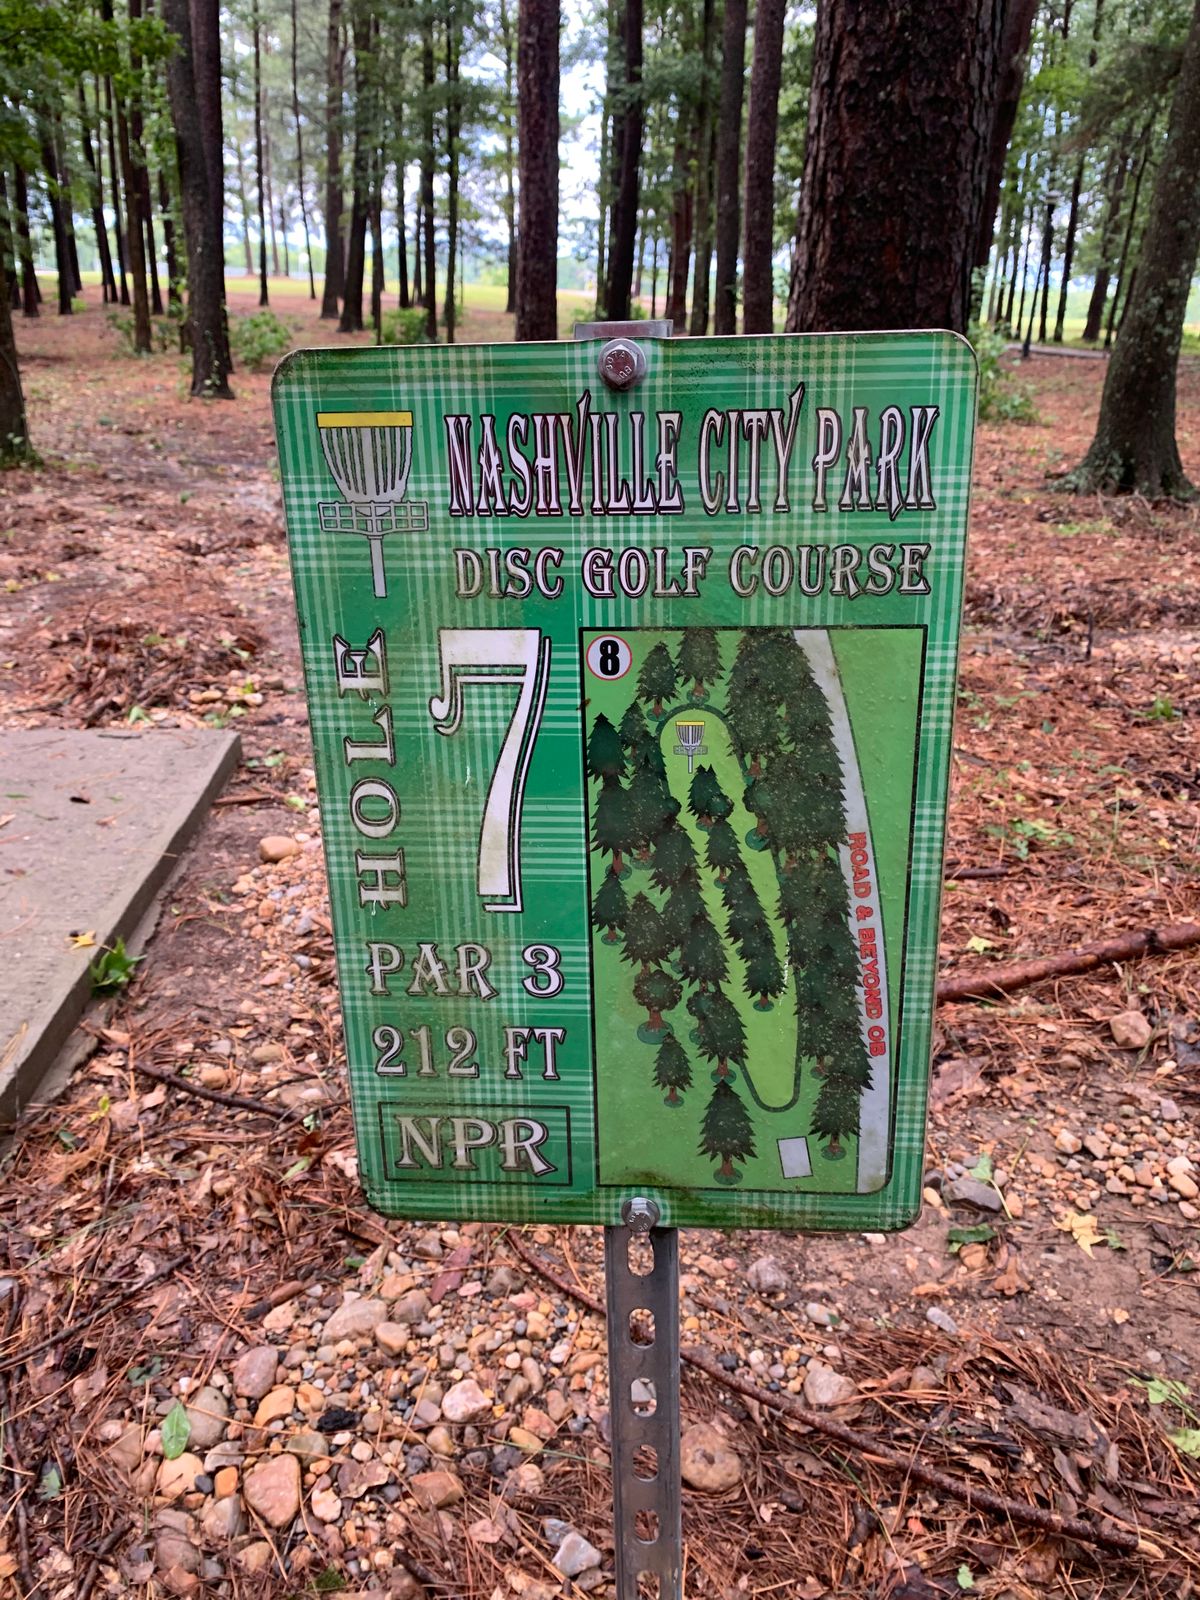 NASHVILLE CITY PARK
DISC GOLF COURSE
HOLE
7
PAR 3
212 FT
NPR
8
ROAD & BEYOND OB